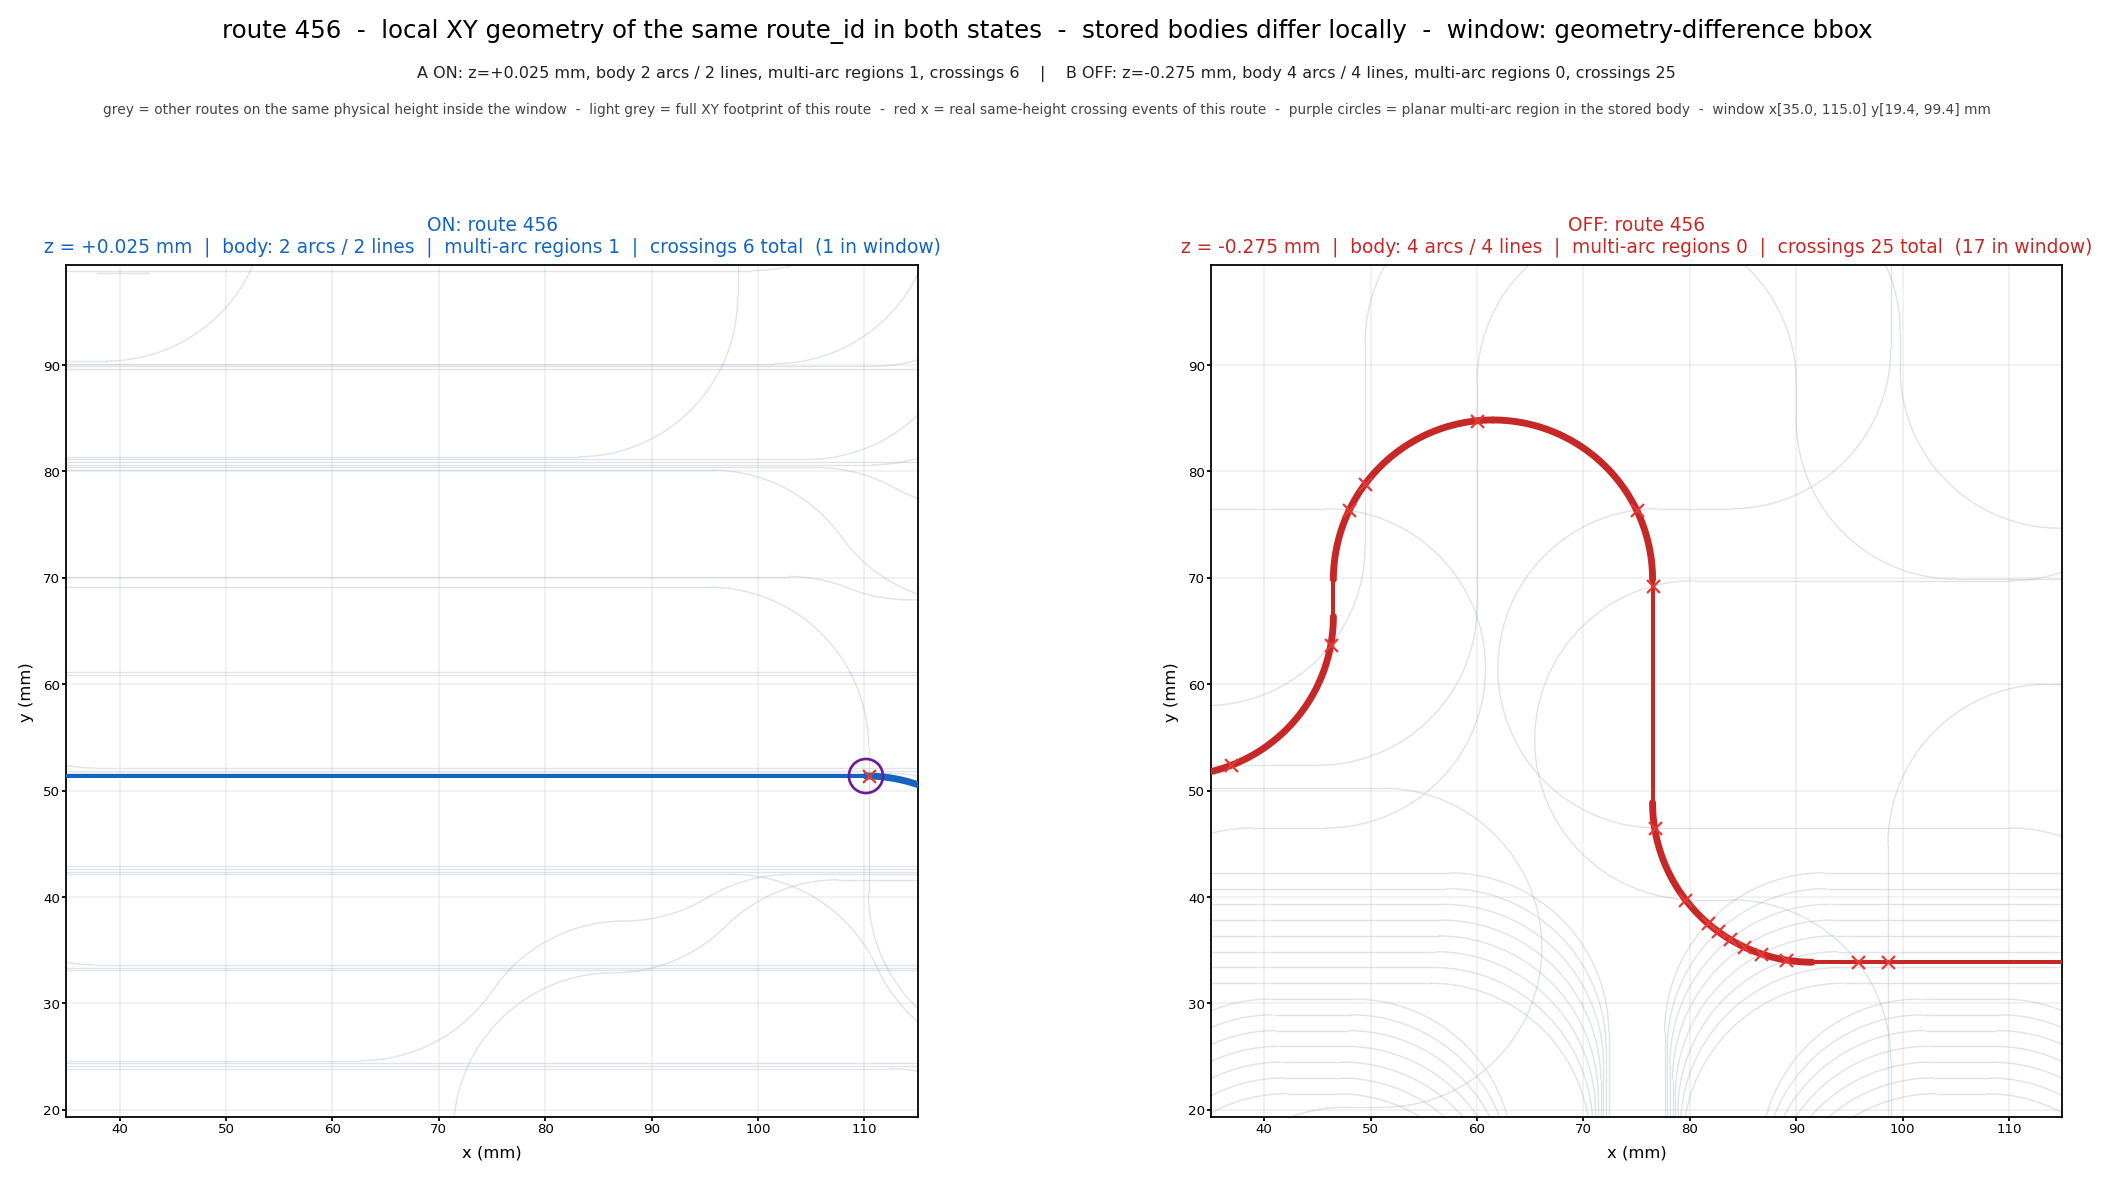 route 456  -  local XY geometry of the same route_id in both states  -  stored bodies differ locally  -  window: geometry-difference bbox
A ON: z=+0.025 mm, body 2 arcs / 2 lines, multi-arc regions 1, crossings 6    |    B OFF: z=-0.275 mm, body 4 arcs / 4 lines, multi-arc regions 0, crossings 25
grey = other routes on the same physical height inside the window  -  light grey = full XY footprint of this route  -  red x = real same-height crossing events of this route  -  purple circles = planar multi-arc region in the stored body  -  window x[35.0, 115.0] y[19.4, 99.4] mm
ON: route 456
z = +0.025 mm  |  body: 2 arcs / 2 lines  |  multi-arc regions 1  |  crossings 6 total  (1 in window)
90
80
70
60
50
40
30
20
y (mm)
40 50 60 70 80 90 100 110
x (mm)
OFF: route 456
z = -0.275 mm  |  body: 4 arcs / 4 lines  |  multi-arc regions 0  |  crossings 25 total  (17 in window)
90
80
70
60
50
40
30
20
y (mm)
40 50 60 70 80 90 100 110
x (mm)